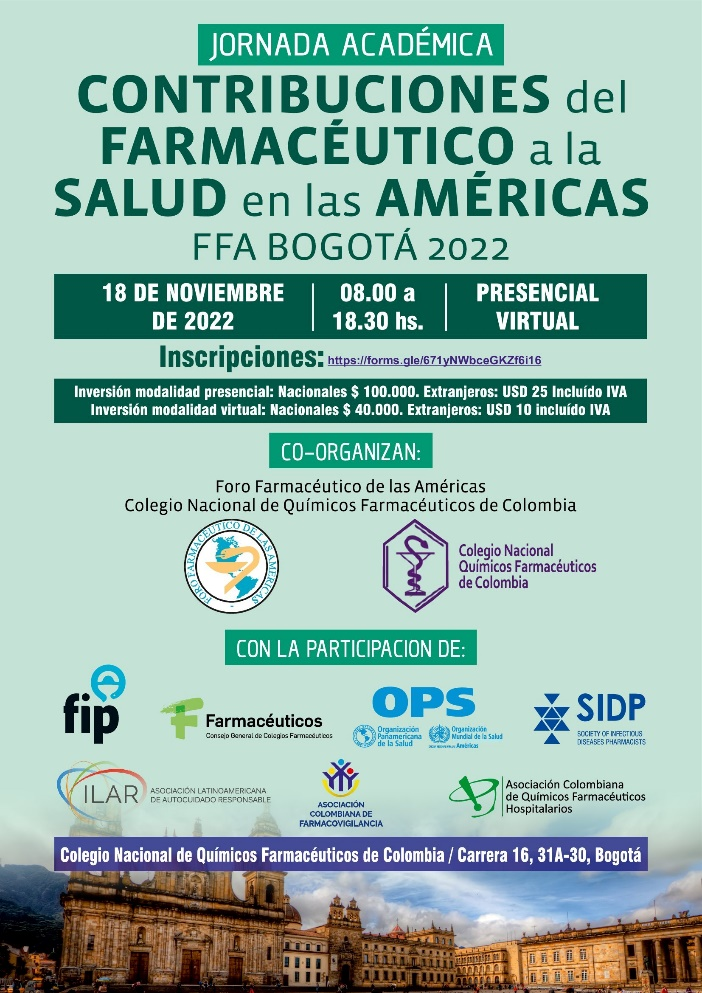 JORNADA ACADÉMICA
CONTRIBUCIONES del
FARMACÉUTICO a la
SALUD en las AMÉRICAS
FFA BOGOTÁ 2022
18 DE NOVIEMBRE
DE 2022
08.00 a
18.30 hs.
PRESENCIAL
VIRTUAL
Inscripciones: https://forms.gle/671yNWbceGKZf6i16
Inversión modalidad presencial: Nacionales $ 100.000. Extranjeros: USD 25 Incluído IVA
Inversión modalidad virtual: Nacionales $ 40.000. Extranjeros: USD 10 incluído IVA
CO-ORGANIZAN:
Foro Farmacéutico de las Américas
Colegio Nacional de Químicos Farmacéuticos de Colombia
FORO FARMACÉUTICO DE LAS AMÉRICAS
Colegio Nacional
Químicos Farmacéuticos
de Colombia
CON LA PARTICIPACION DE:
fip
Farmacéuticos
Consejo General de Colegios Farmacéuticos
OPS
Organización
Panamericana
de la Salud
Organización
Mundial de la Salud
Américas
SIDP
SOCIETY OF INFECTIOUS
DISEASES PHARMACISTS
ILAR
ASOCIACIÓN LATINOAMERICANA
DE AUTOCUIDADO RESPONSABLE
ASOCIACIÓN
COLOMBIANA DE
FARMACOVIGILANCIA
Asociación Colombiana
de Químicos Farmacéuticos
Hospitalarios
Colegio Nacional de Químicos Farmacéuticos de Colombia / Carrera 16, 31A-30, Bogotá